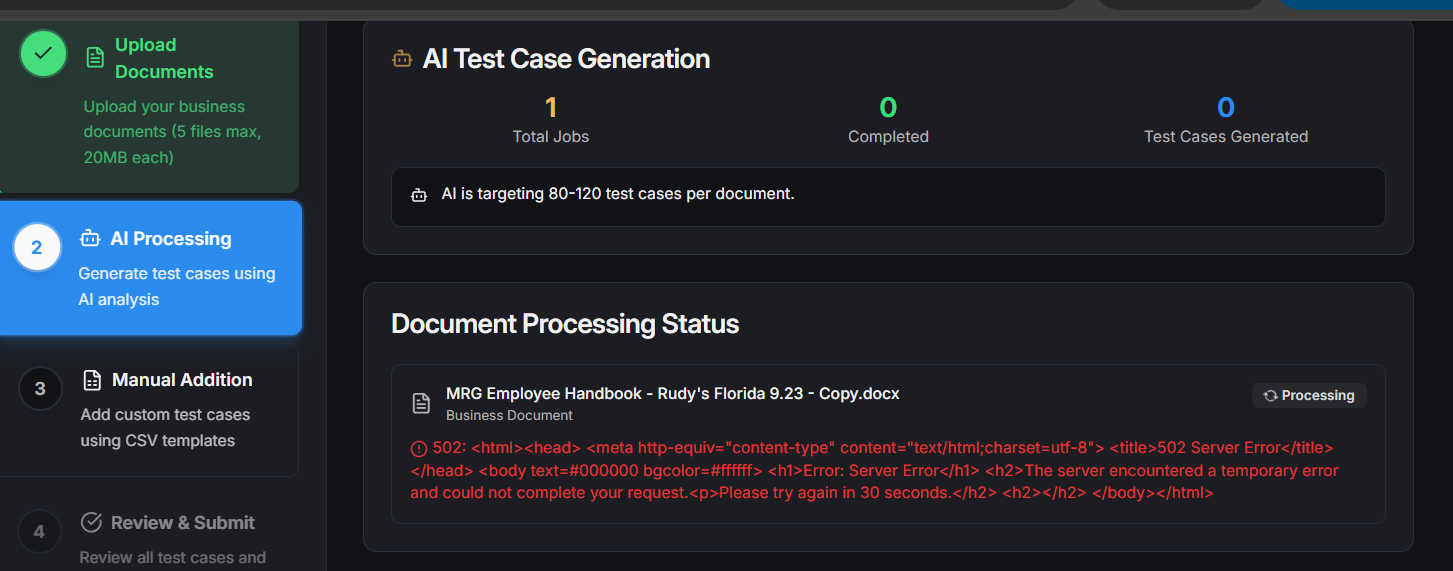 Upload
Documents
Upload your business
documents (5 files max,
20MB each)
2
AI Processing
Generate test cases using
AI analysis
3
Manual Addition
Add custom test cases
using CSV templates
4
Review & Submit
Review all test cases and
AI Test Case Generation
1
Total Jobs
0
Completed
0
Test Cases Generated
AI is targeting 80-120 test cases per document.
Document Processing Status
MRG Employee Handbook - Rudy's Florida 9.23 - Copy.docx
Business Document
Processing
502: <html><head> <meta http-equiv="content-type" content="text/html;charset=utf-8"> <title>502 Server Error</title>
</head> <body text=#000000 bgcolor=#ffffff> <h1>Error: Server Error</h1> <h2>The server encountered a temporary error
and could not complete your request.<p>Please try again in 30 seconds.</h2> <h2></h2> </body></html>